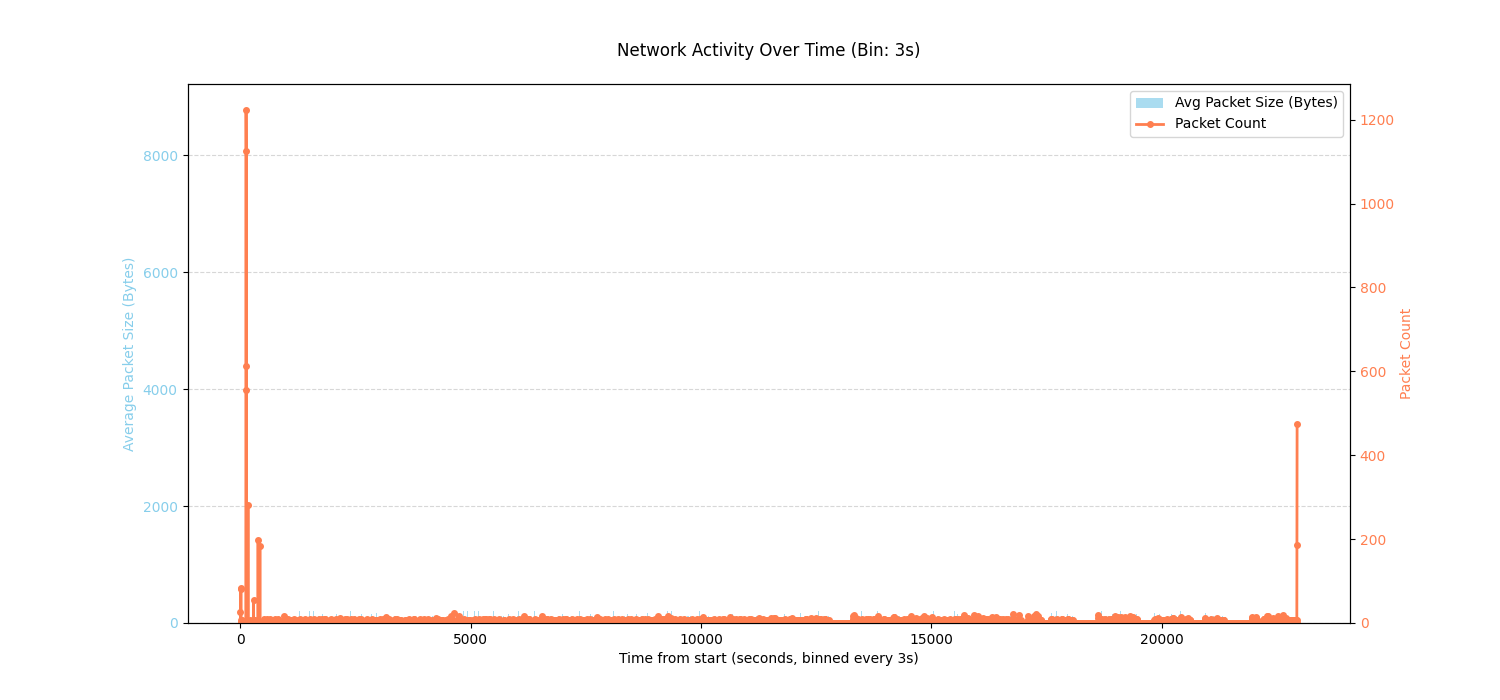 Network Activity Over Time (Bin: 3s)
Avg Packet Size (Bytes)
Packet Count
8000
6000
4000
2000
0
Average Packet Size (Bytes)
1200
1000
800
600
400
200
0
Packet Count
0
5000
10000
15000
20000
Time from start (seconds, binned every 3s)